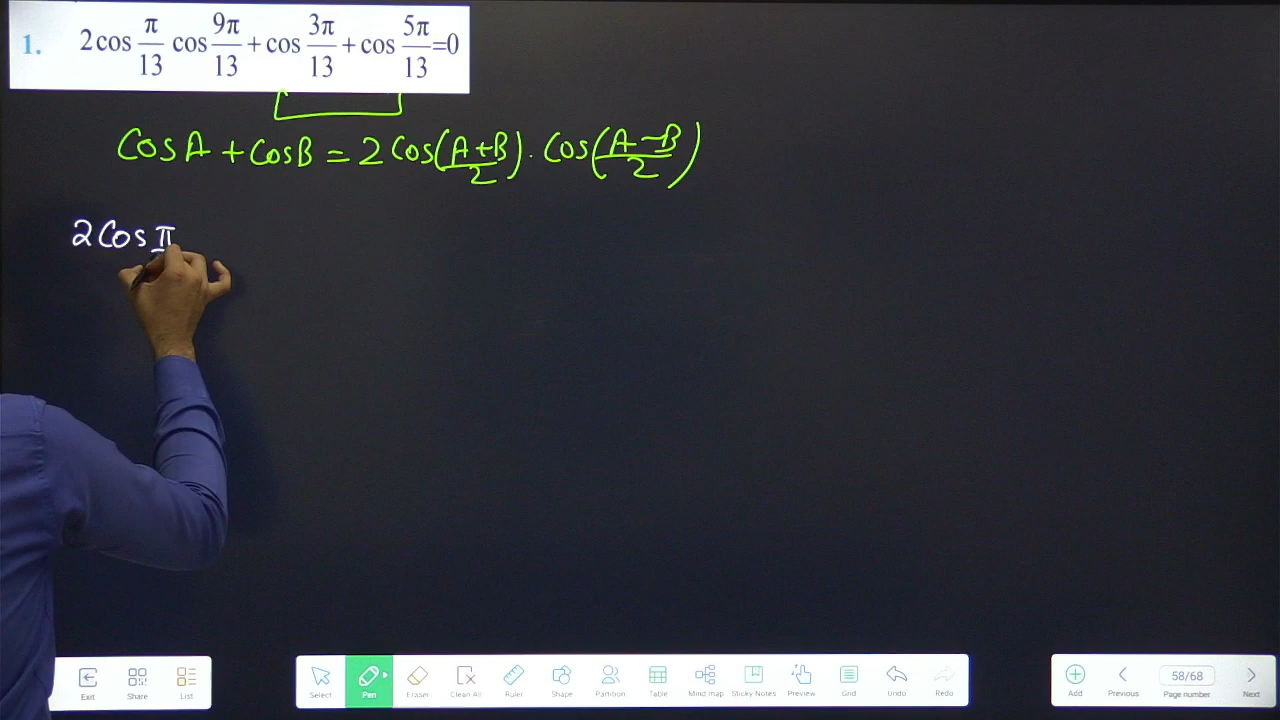 1. 2cos π/13 cos 9π/13 + cos 3π/13 + cos 5π/13 =0
CosA + CosB = 2 Cos(A+B/2) . Cos(A-B/2)
2 Cos π
Exit Share List
Select Pen Eraser Clean All Ruler Shape Partition Table Mind map Sticky Notes Preview Grid Undo Redo
Add Previous 58/68 Page number Next